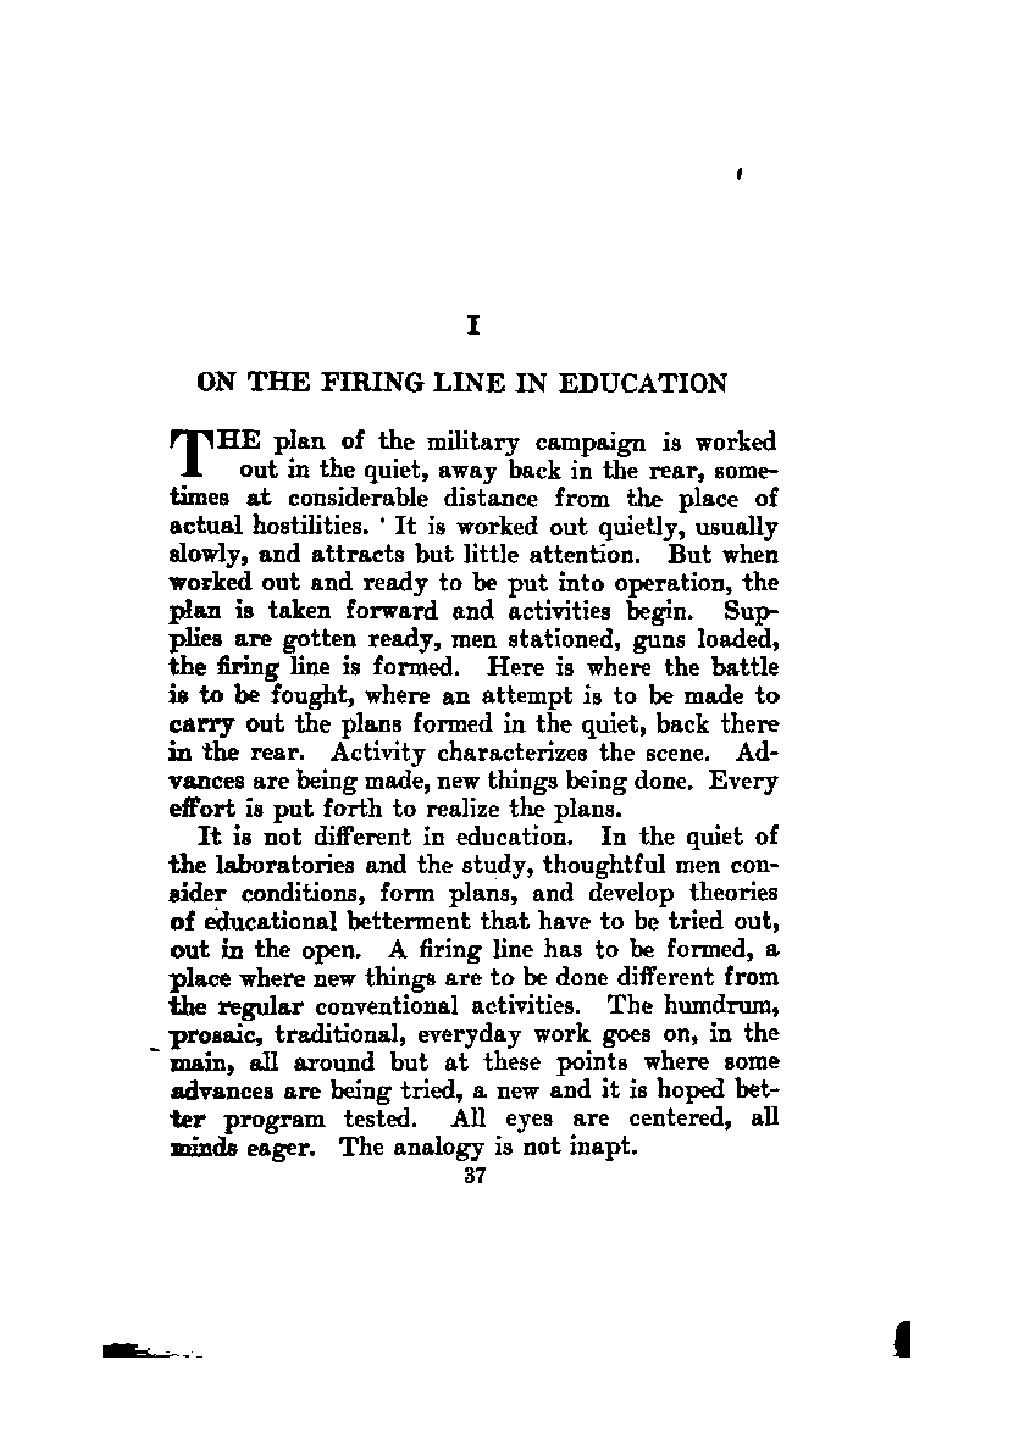 I
ON THE FIRING LINE IN EDUCATION
THE plan of the military campaign is worked
out in the quiet, away back in the rear, some-
times at considerable distance from the place of
actual hostilities. ' It is worked out quietly, usually
slowly, and attracts but little attention. But when
worked out and ready to be put into operation, the
plan is taken forward and activities begin. Sup-
plies are gotten ready, men stationed, guns loaded,
the firing line is formed. Here is where the battle
is to be fought, where an attempt is to be made to
carry out the plans formed in the quiet, back there
in the rear. Activity characterizes the scene. Ad-
vances are being made, new things being done. Every
effort is put forth to realize the plans.
It is not different in education. In the quiet of
the laboratories and the study, thoughtful men con-
sider conditions, form plans, and develop theories
of educational betterment that have to be tried out,
out in the open. A firing line has to be formed, a
place where new things are to be done different from
the regular conventional activities. The humdrum,
prosaic, traditional, everyday work goes on, in the
main, all around but at these points where some
advances are being tried, a new and it is hoped bet-
ter program tested. All eyes are centered, all
minds eager. The analogy is not inapt.
37